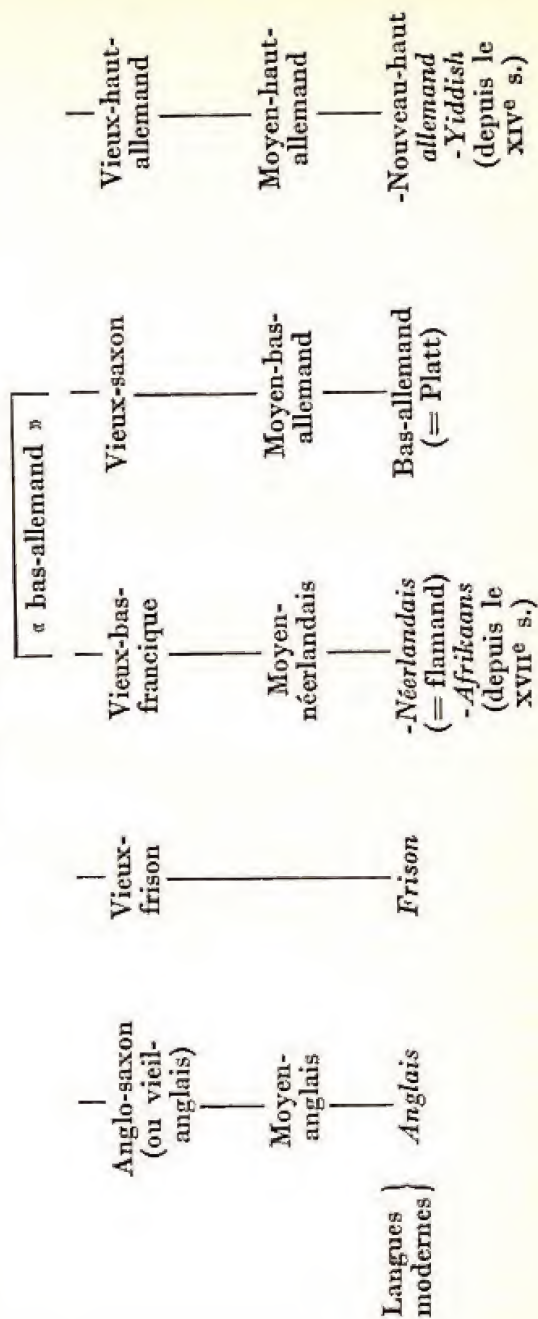 « bas-allemand »
Anglo-saxon
(ou vieil-
anglais)
Vieux-
frison
Vieux-bas-
francique
Vieux-saxon
Vieux-haut-
allemand
Moyen-
anglais
Moyen-
néerlandais
Moyen-bas-
allemand
Moyen-haut-
allemand
Langues
modernes
Anglais
Frison
-Néerlandais
(= flamand)
-Afrikaans
(depuis le
XVIIe s.)
Bas-allemand
(= Platt)
-Nouveau-haut
allemand
-Yiddish
(depuis le
XIVe s.)